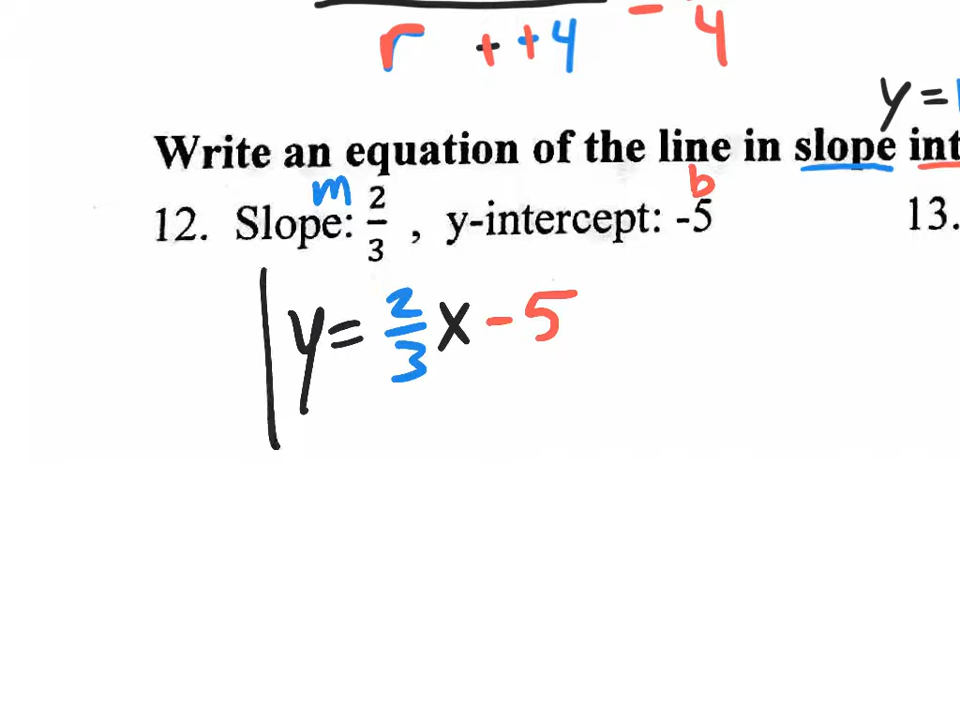 r + +4 - 4
y =
Write an equation of the line in slope int
m b
12. Slope: 2/3 , y-intercept: -5 13.
y = 2/3 x - 5